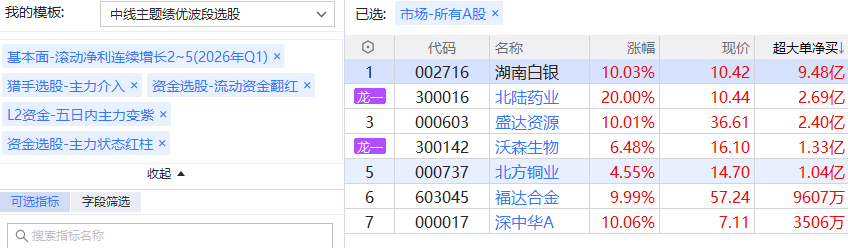 我的模板: 中线主题绩优波段选股
基本面-滚动净利连续增长2~5(2026年Q1) ×
猎手选股-主力介入 × 资金选股-流动资金翻红 ×
L2资金-五日内主力变紫 ×
资金选股-主力状态红柱 ×
收起 ▲
可选指标 字段筛选
搜索指标名称
已选: 市场-所有A股 ×
代码 名称 涨幅 现价 超大单净买↓
1 002716 湖南白银 10.03% 10.42 9.48亿
龙一 300016 北陆药业 20.00% 10.44 2.69亿
3 000603 盛达资源 10.01% 36.61 2.40亿
龙一 300142 沃森生物 6.48% 16.10 1.33亿
5 000737 北方铜业 4.55% 14.70 1.04亿
6 603045 福达合金 9.99% 57.24 9607万
7 000017 深中华A 10.06% 7.11 3506万